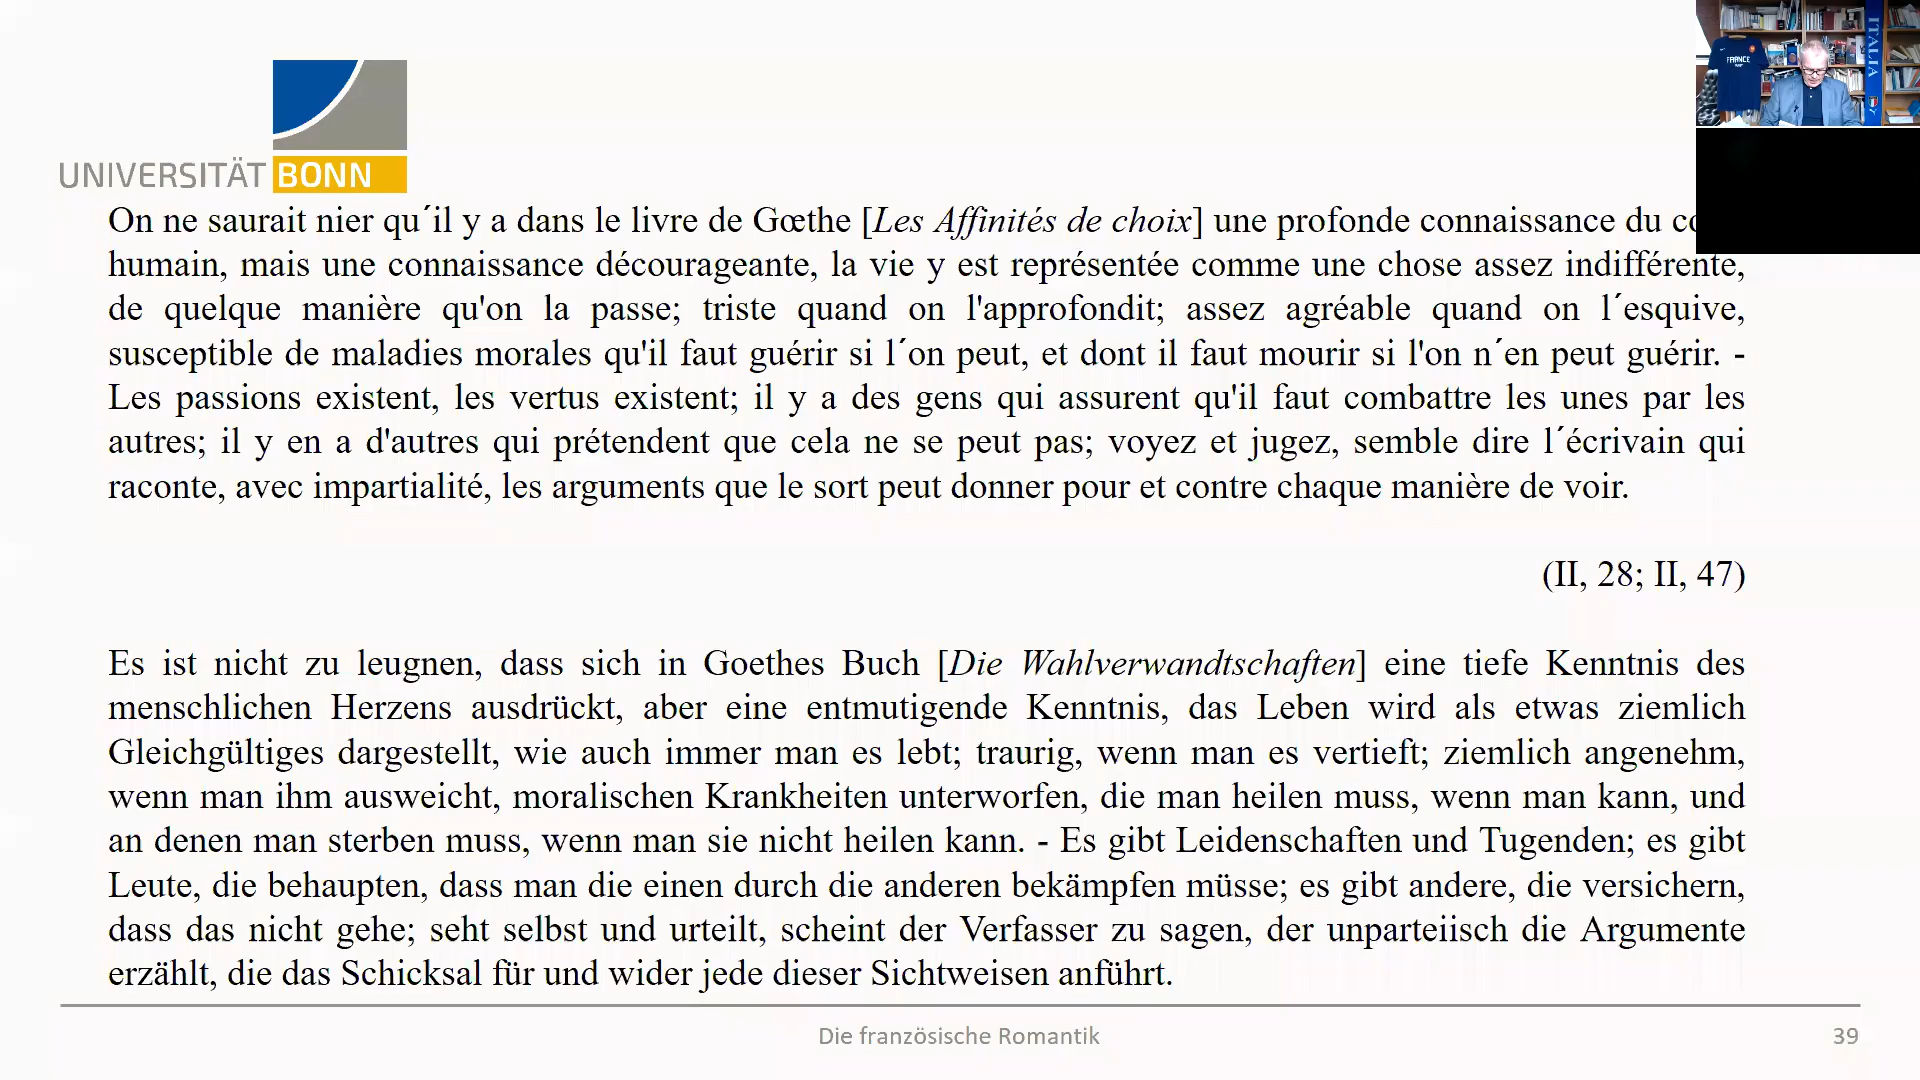 FRANCE
ITALIA
UNIVERSITÄT BONN
On ne saurait nier qu´il y a dans le livre de Gœthe [Les Affinités de choix] une profonde connaissance du
humain, mais une connaissance décourageante, la vie y est représentée comme une chose assez indifférente,
de quelque manière qu'on la passe; triste quand on l'approfondit; assez agréable quand on l´esquive,
susceptible de maladies morales qu'il faut guérir si l´on peut, et dont il faut mourir si l'on n´en peut guérir. -
Les passions existent, les vertus existent; il y a des gens qui assurent qu'il faut combattre les unes par les
autres; il y en a d'autres qui prétendent que cela ne se peut pas; voyez et jugez, semble dire l´écrivain qui
raconte, avec impartialité, les arguments que le sort peut donner pour et contre chaque manière de voir.
(II, 28; II, 47)
Es ist nicht zu leugnen, dass sich in Goethes Buch [Die Wahlverwandtschaften] eine tiefe Kenntnis des
menschlichen Herzens ausdrückt, aber eine entmutigende Kenntnis, das Leben wird als etwas ziemlich
Gleichgültiges dargestellt, wie auch immer man es lebt; traurig, wenn man es vertieft; ziemlich angenehm,
wenn man ihm ausweicht, moralischen Krankheiten unterworfen, die man heilen muss, wenn man kann, und
an denen man sterben muss, wenn man sie nicht heilen kann. - Es gibt Leidenschaften und Tugenden; es gibt
Leute, die behaupten, dass man die einen durch die anderen bekämpfen müsse; es gibt andere, die versichern,
dass das nicht gehe; seht selbst und urteilt, scheint der Verfasser zu sagen, der unparteiisch die Argumente
erzählt, die das Schicksal für und wider jede dieser Sichtweisen anführt.
Die französische Romantik
39